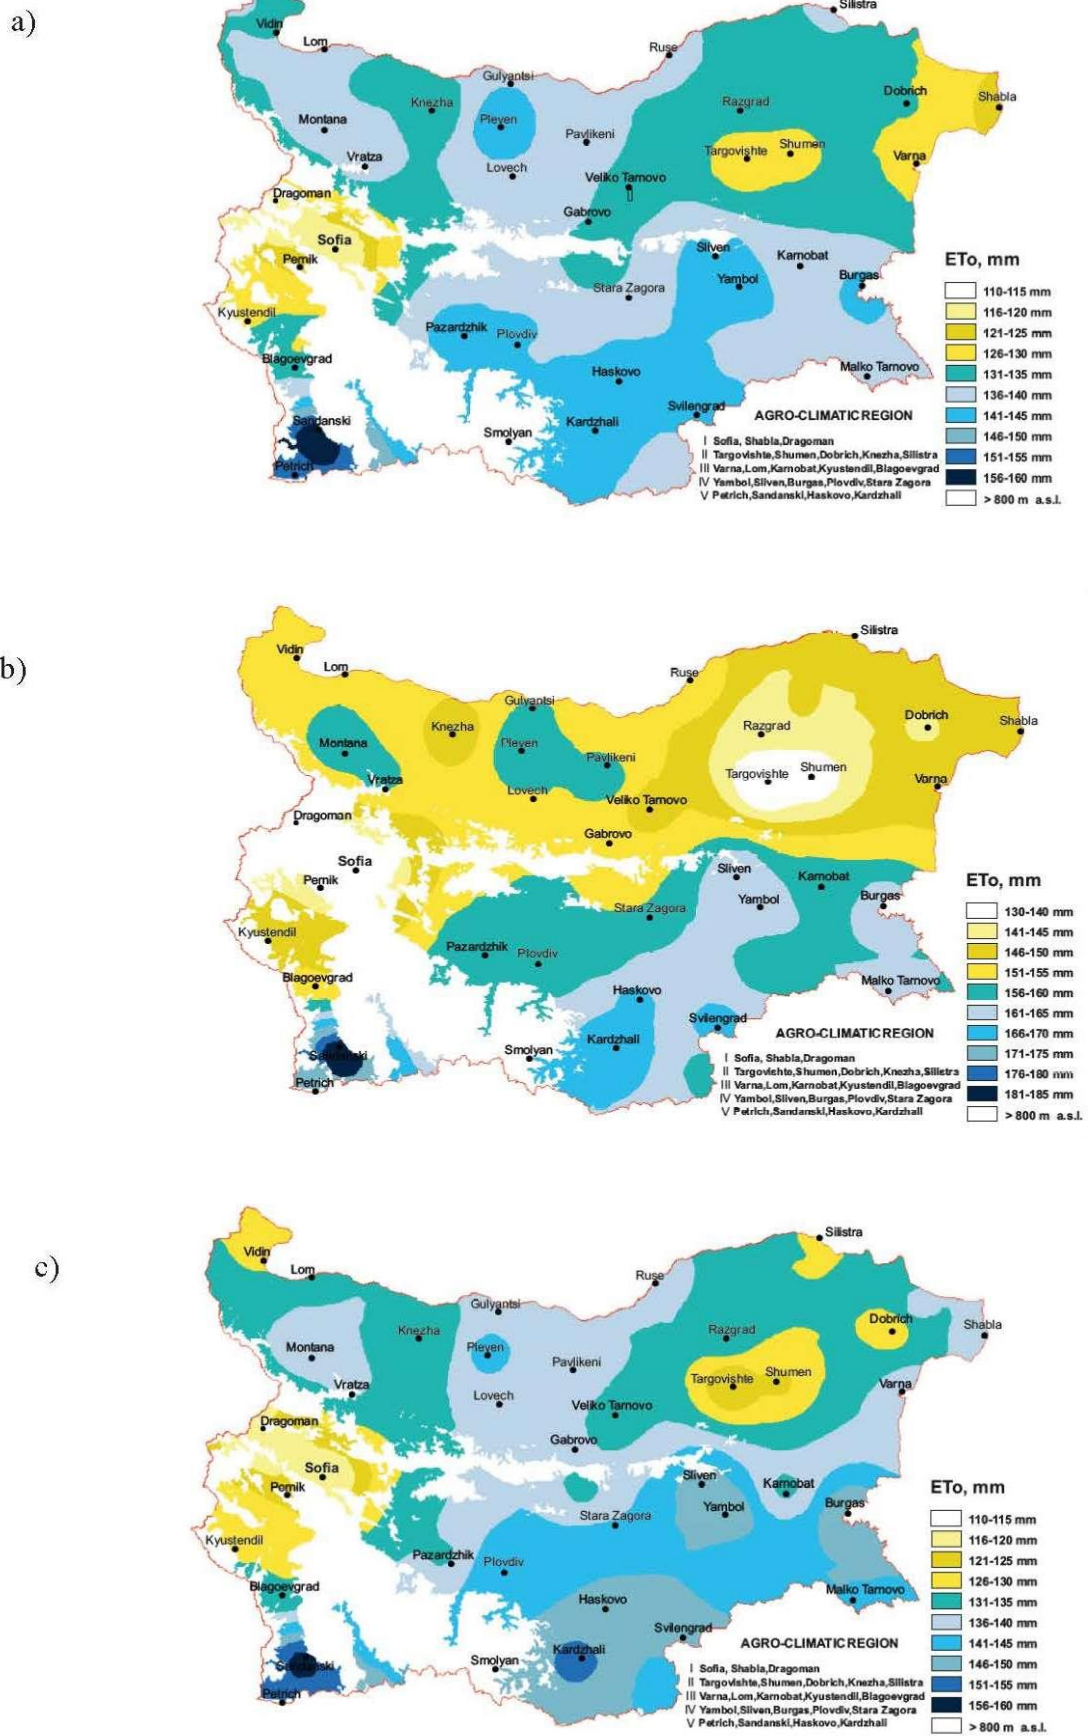 a)
Silistra
Vidin
Lom
Ruse
Gulyantsi
Knezha
Razgrad
Dobrich
Shabla
Montana
Pleven
Pavlikeni
Targovishte
Shumen
Varna
Vratza
Lovech
Veliko Tarnovo
Dragoman
Gabrovo
Sofia
Sliven
Karnobat
Pernik
Yambol
Burgas
Stara Zagora
Kyustendil
Pazardzhik
Plovdiv
Blagoevgrad
Haskovo
Malko Tarnovo
Svilengrad
Sandanski
Smolyan
Kardzhali
Petrich
ETo, mm
110-115 mm
116-120 mm
121-125 mm
126-130 mm
131-135 mm
136-140 mm
141-145 mm
146-150 mm
151-155 mm
156-160 mm
> 800 m a.s.l.
AGRO-CLIMATIC REGION
I Sofia, Shabla,Dragoman
II Targovishte,Shumen,Dobrich,Knezha,Silistra
III Varna,Lom,Karnobat,Kyustendil,Blagoevgrad
IV Yambol,Sliven,Burgas,Plovdiv,Stara Zagora
V Petrich,Sandanski,Haskovo,Kardzhali
b)
Silistra
Vidin
Lom
Ruse
Gulyantsi
Knezha
Razgrad
Dobrich
Shabla
Montana
Pleven
Pavlikeni
Targovishte
Shumen
Varna
Vratza
Lovech
Veliko Tarnovo
Dragoman
Gabrovo
Sofia
Sliven
Karnobat
Pernik
Yambol
Burgas
Stara Zagora
Kyustendil
Pazardzhik
Plovdiv
Blagoevgrad
Haskovo
Malko Tarnovo
Svilengrad
Kardzhali
Smolyan
Sandanski
Petrich
ETo, mm
130-140 mm
141-145 mm
146-150 mm
151-155 mm
156-160 mm
161-165 mm
166-170 mm
171-175 mm
176-180 mm
181-185 mm
> 800 m a.s.l.
AGRO-CLIMATIC REGION
I Sofia, Shabla,Dragoman
II Targovishte,Shumen,Dobrich,Knezha,Silistra
III Varna,Lom,Karnobat,Kyustendil,Blagoevgrad
IV Yambol,Sliven,Burgas,Plovdiv,Stara Zagora
V Petrich,Sandanski,Haskovo,Kardzhali
c)
Silistra
Vidin
Lom
Ruse
Gulyantsi
Knezha
Razgrad
Dobrich
Shabla
Montana
Pleven
Pavlikeni
Targovishte
Shumen
Varna
Vratza
Lovech
Veliko Tarnovo
Dragoman
Gabrovo
Sofia
Sliven
Karnobat
Pernik
Yambol
Burgas
Stara Zagora
Kyustendil
Pazardzhik
Plovdiv
Blagoevgrad
Haskovo
Malko Tarnovo
Svilengrad
Kardzhali
Smolyan
Sandanski
Petrich
ETo, mm
110-115 mm
116-120 mm
121-125 mm
126-130 mm
131-135 mm
136-140 mm
141-145 mm
146-150 mm
151-155 mm
156-160 mm
> 800 m a.s.l.
AGRO-CLIMATIC REGION
I Sofia, Shabla,Dragoman
II Targovishte,Shumen,Dobrich,Knezha,Silistra
III Varna,Lom,Karnobat,Kyustendil,Blagoevgrad
IV Yambol,Sliven,Burgas,Plovdiv,Stara Zagora
V Petrich,Sandanski,Haskovo,Kardzhali